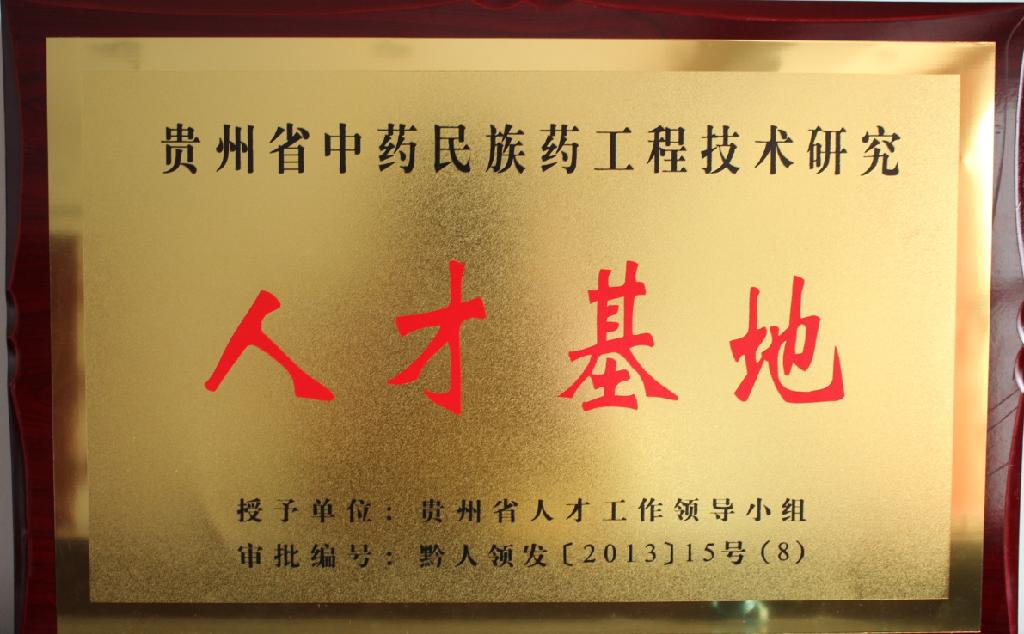 贵州省中药民族药工程技术研究
人才基地
授予单位：贵州省人才工作领导小组
审批编号：黔人领发〔2013〕15号（8）